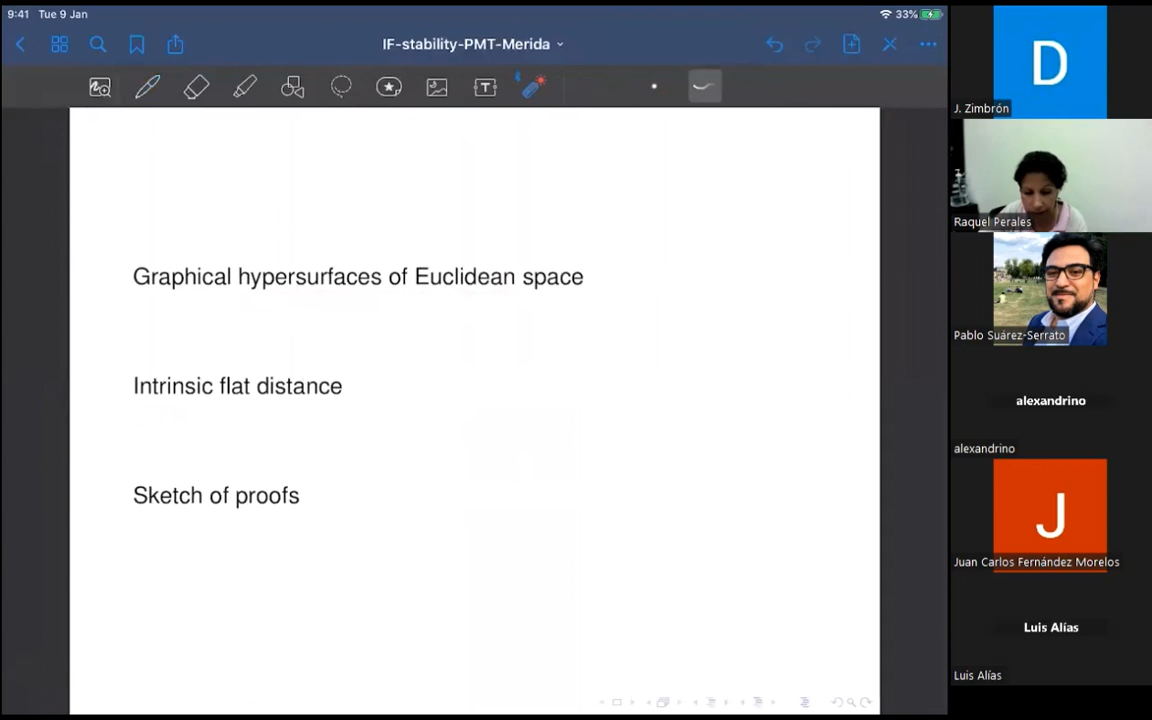 9:41 Tue 9 Jan
33%
IF-stability-PMT-Merida
T
Graphical hypersurfaces of Euclidean space
Intrinsic flat distance
Sketch of proofs
D
J. Zimbrón
Raquel Perales
Pablo Suárez-Serrato
alexandrino
alexandrino
J
Juan Carlos Fernández Morelos
Luis Alías
Luis Alías